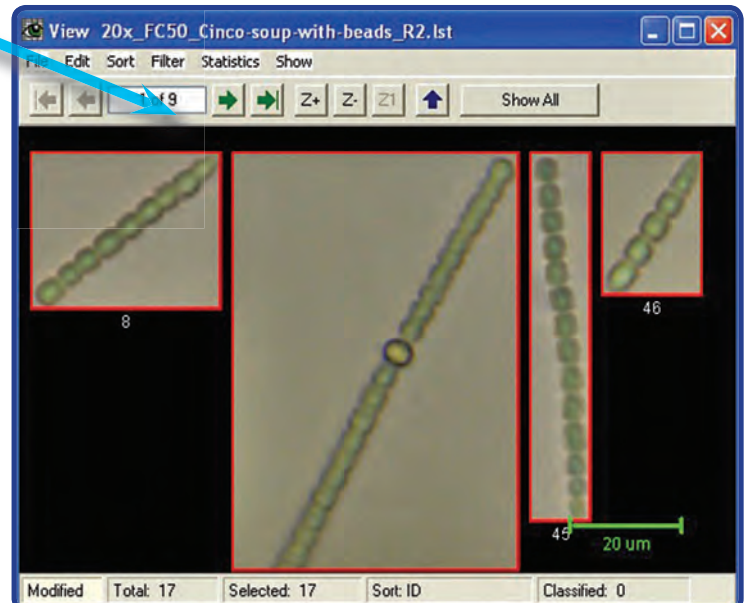 View 20x_FC50_Cinco-soup-with-beads_R2.lst
File Edit Sort Filter Statistics Show
1 of 9 Z+ Z- Z1 Show All
8
46
45
20 um
Modified Total: 17 Selected: 17 Sort: ID Classified: 0